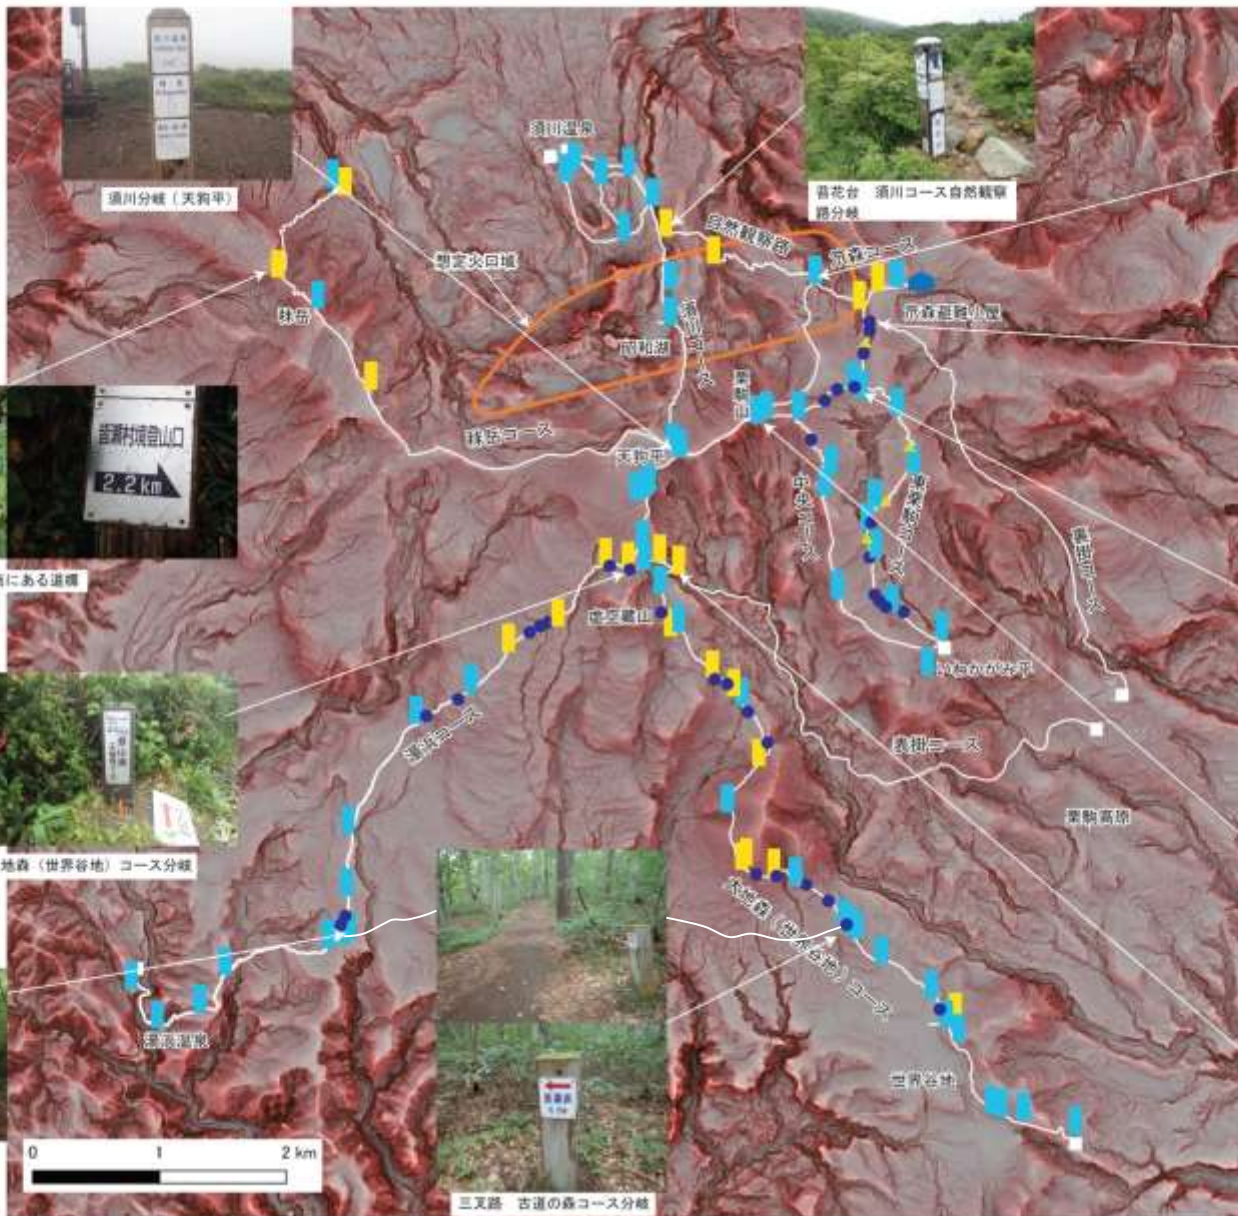 須川分岐（天狗平）
苔花台　須川コース自然観察
路分岐
須川温泉
自然観察路
笊森コース
想定火口域
笊森避難小屋
秣岳
昭和湖
須川コース
栗駒山
音瀬村境登山口
2.2km
秣岳コース
天狗平
中央コース
東栗駒コース
裏掛コース
にある道標
虚空蔵山
いわかがみ平
湯浜コース
表掛コース
栗駒高原
地森（世界谷地）コース分岐
大地森（世界谷地）コース
湯浜温泉
世界谷地
0 1 2 km
三叉路　古道の森コース分岐